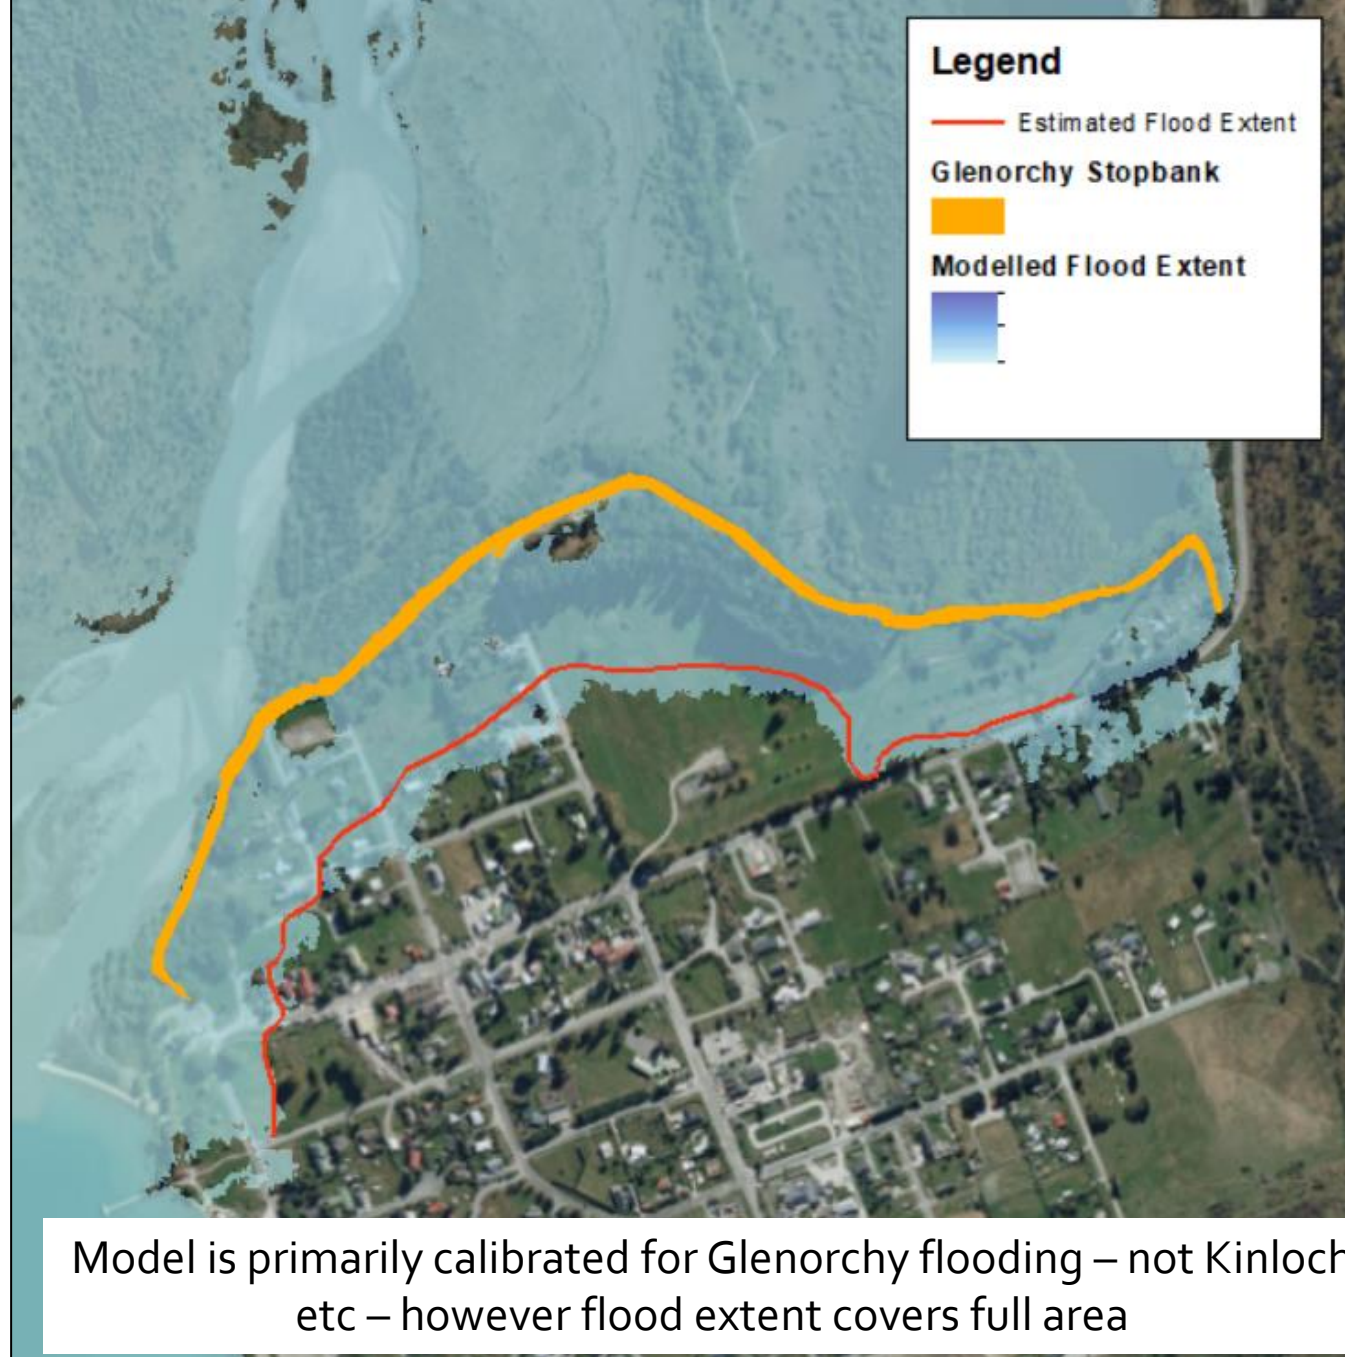 Legend
Estimated Flood Extent
Glenorchy Stopbank
Modelled Flood Extent
Model is primarily calibrated for Glenorchy flooding – not Kinloch
etc – however flood extent covers full area